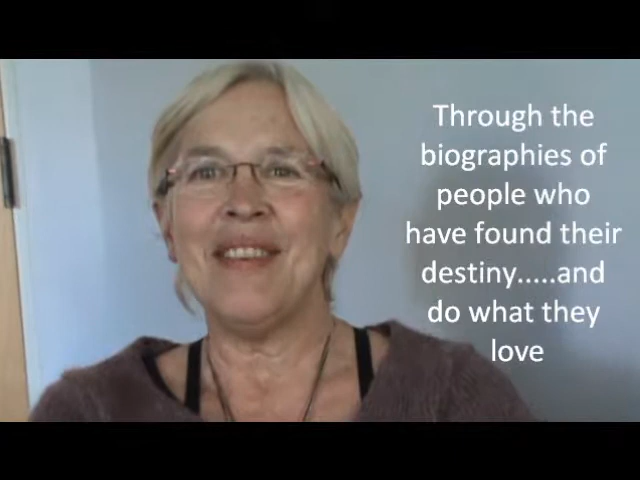 Through the
biographies of
people who
have found their
destiny.....and
do what they
love